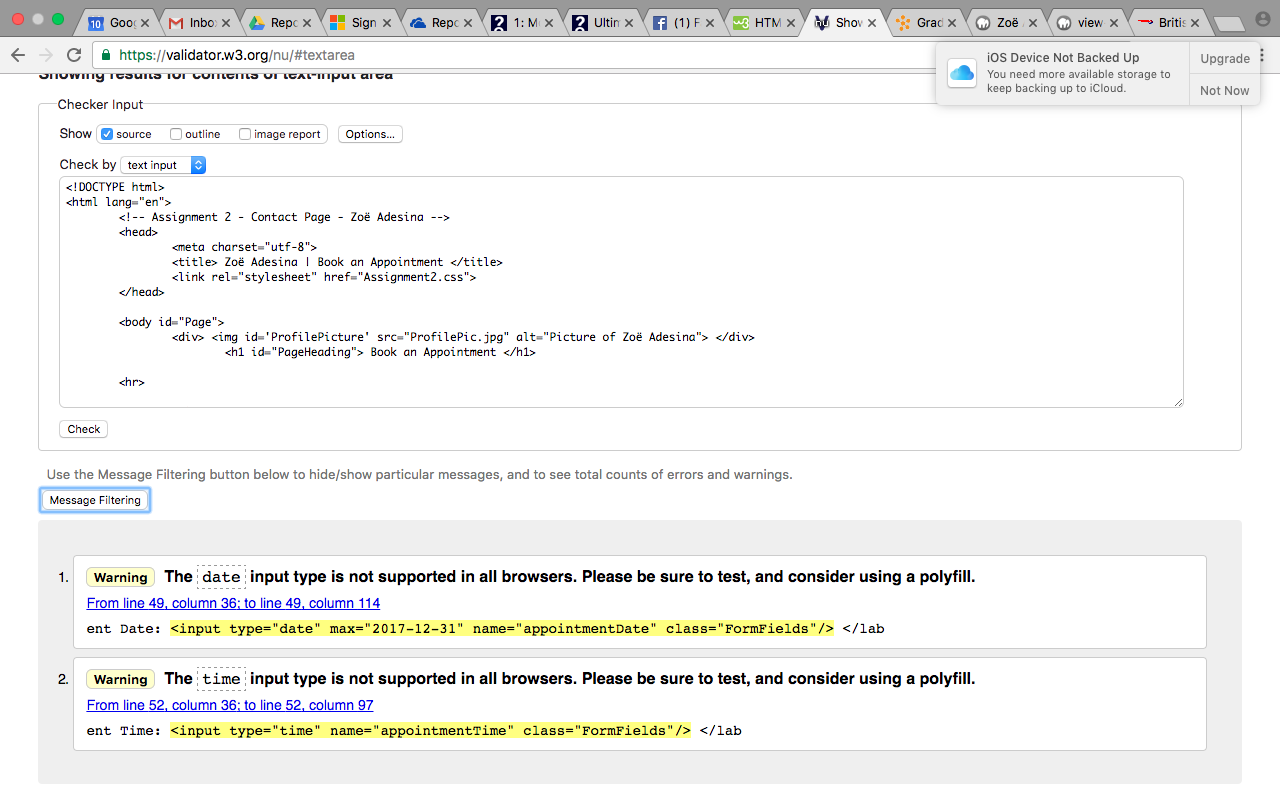 10 Goo
Inbo
Repo
Sign
Repo
? 1: M
? Ultim
f (1) F
w3 HTM
Show
Grad
Zoë
view
Britis
https://validator.w3.org/nu/#textarea
iOS Device Not Backed Up
You need more available storage to
keep backing up to iCloud.
Upgrade
Not Now
Showing results for contents of text-input area
Checker Input
Show source outline image report Options...
Check by text input
<!DOCTYPE html>
<html lang="en">
<!-- Assignment 2 - Contact Page - Zoë Adesina -->
<head>
<meta charset="utf-8">
<title> Zoë Adesina | Book an Appointment </title>
<link rel="stylesheet" href="Assignment2.css">
</head>
<body id="Page">
<div> <img id='ProfilePicture' src="ProfilePic.jpg" alt="Picture of Zoë Adesina"> </div>
<h1 id="PageHeading"> Book an Appointment </h1>
<hr>
Check
Use the Message Filtering button below to hide/show particular messages, and to see total counts of errors and warnings.
Message Filtering
1. Warning The date input type is not supported in all browsers. Please be sure to test, and consider using a polyfill.
From line 49, column 36; to line 49, column 114
ent Date: <input type="date" max="2017-12-31" name="appointmentDate" class="FormFields"/> </lab
2. Warning The time input type is not supported in all browsers. Please be sure to test, and consider using a polyfill.
From line 52, column 36; to line 52, column 97
ent Time: <input type="time" name="appointmentTime" class="FormFields"/> </lab